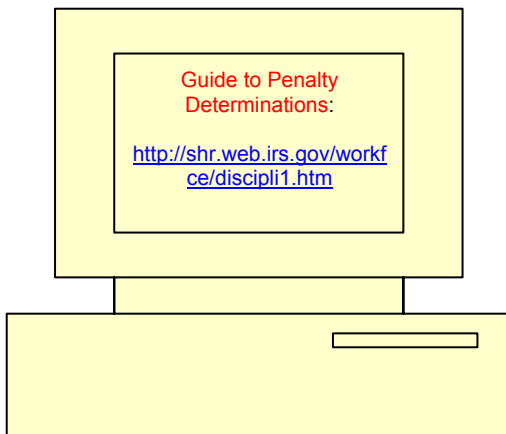 Guide to Penalty
Determinations:
http://shr.web.irs.gov/workf
ce/discipli1.htm